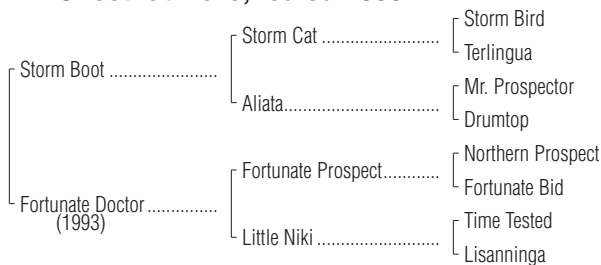 Storm Bird
Storm Cat ........................
Terlingua
Storm Boot ......................
Mr. Prospector
Aliata................................
Drumtop
Northern Prospect
Fortunate Prospect............
Fortunate Bid
Fortunate Doctor ..............
(1993)
Time Tested
Little Niki .........................
Lisanninga